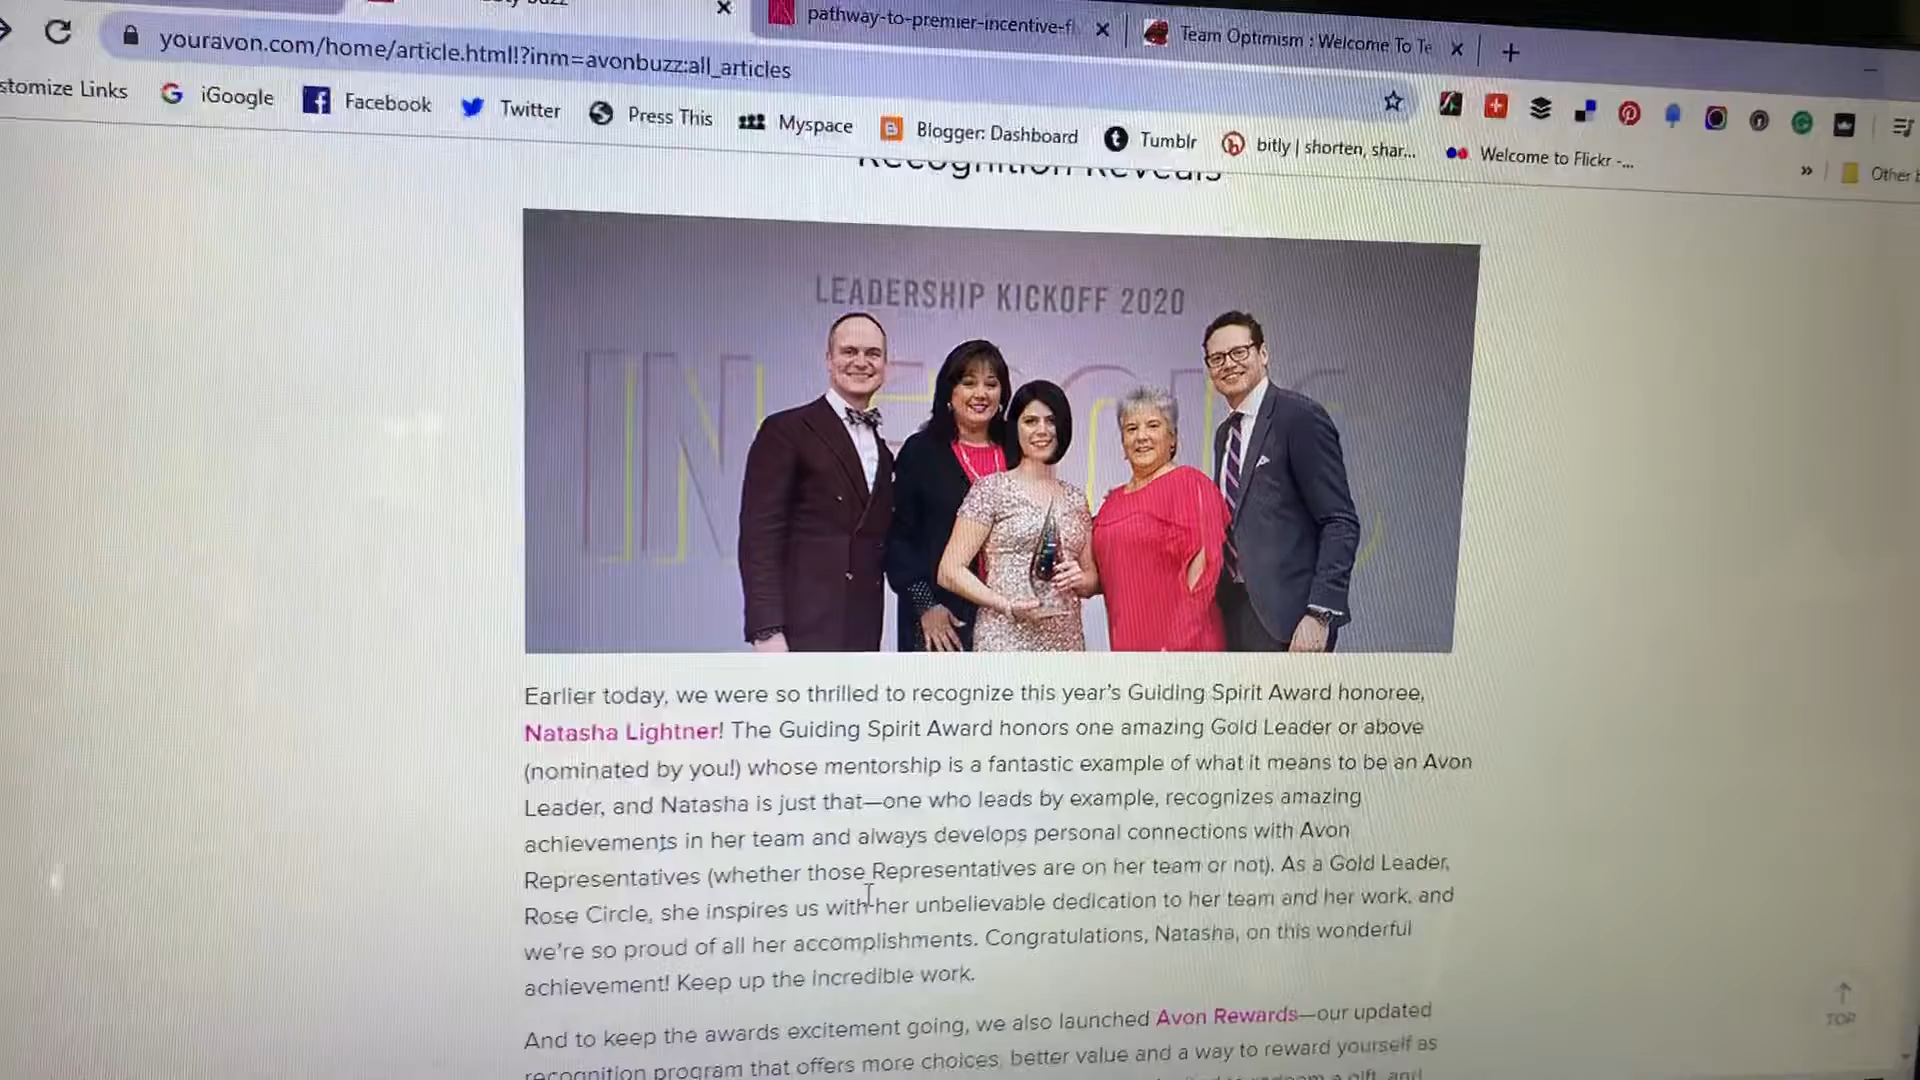 pathway-to-premier-incentive-fl
Team Optimism : Welcome To Te
youravon.com/home/article.html!?inm=avonbuzz:all_articles
stomize Links
iGoogle
Facebook
Twitter
Press This
Myspace
Blogger: Dashboard
Tumblr
bitly | shorten, shar...
Welcome to Flickr -...
»
Other b
Recognition Reveals
LEADERSHIP KICKOFF 2020
Earlier today, we were so thrilled to recognize this year's Guiding Spirit Award honoree,
Natasha Lightner! The Guiding Spirit Award honors one amazing Gold Leader or above
(nominated by you!) whose mentorship is a fantastic example of what it means to be an Avon
Leader, and Natasha is just that—one who leads by example, recognizes amazing
achievements in her team and always develops personal connections with Avon
Representatives (whether those Representatives are on her team or not). As a Gold Leader,
Rose Circle, she inspires us with her unbelievable dedication to her team and her work, and
we're so proud of all her accomplishments. Congratulations, Natasha, on this wonderful
achievement! Keep up the incredible work.
And to keep the awards excitement going, we also launched Avon Rewards—our updated
recognition program that offers more choices, better value and a way to reward yourself as
a gift, and
TOP